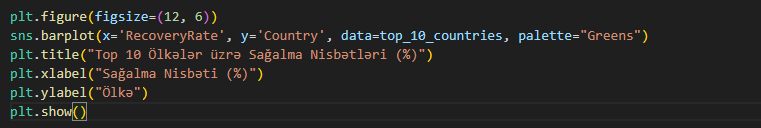 plt.figure(figsize=(12, 6))
sns.barplot(x='RecoveryRate', y='Country', data=top_10_countries, palette="Greens")
plt.title("Top 10 Ölkələr üzrə Sağalma Nisbətləri (%)")
plt.xlabel("Sağalma Nisbəti (%)")
plt.ylabel("Ölkə")
plt.show()